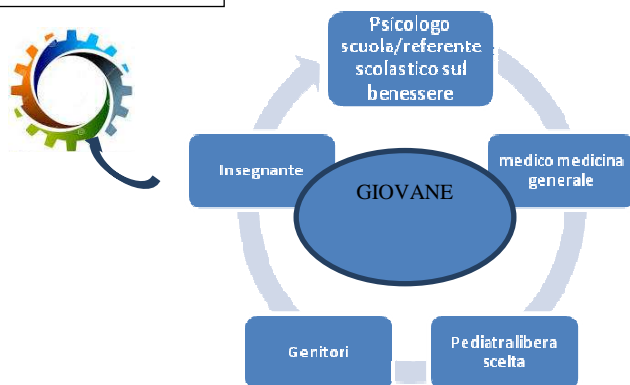 Psicologo
scuola/referente
scolastico sul
benessere
Insegnante
medico medicina
generale
GIOVANE
Genitori
Pediatralibera
scelta